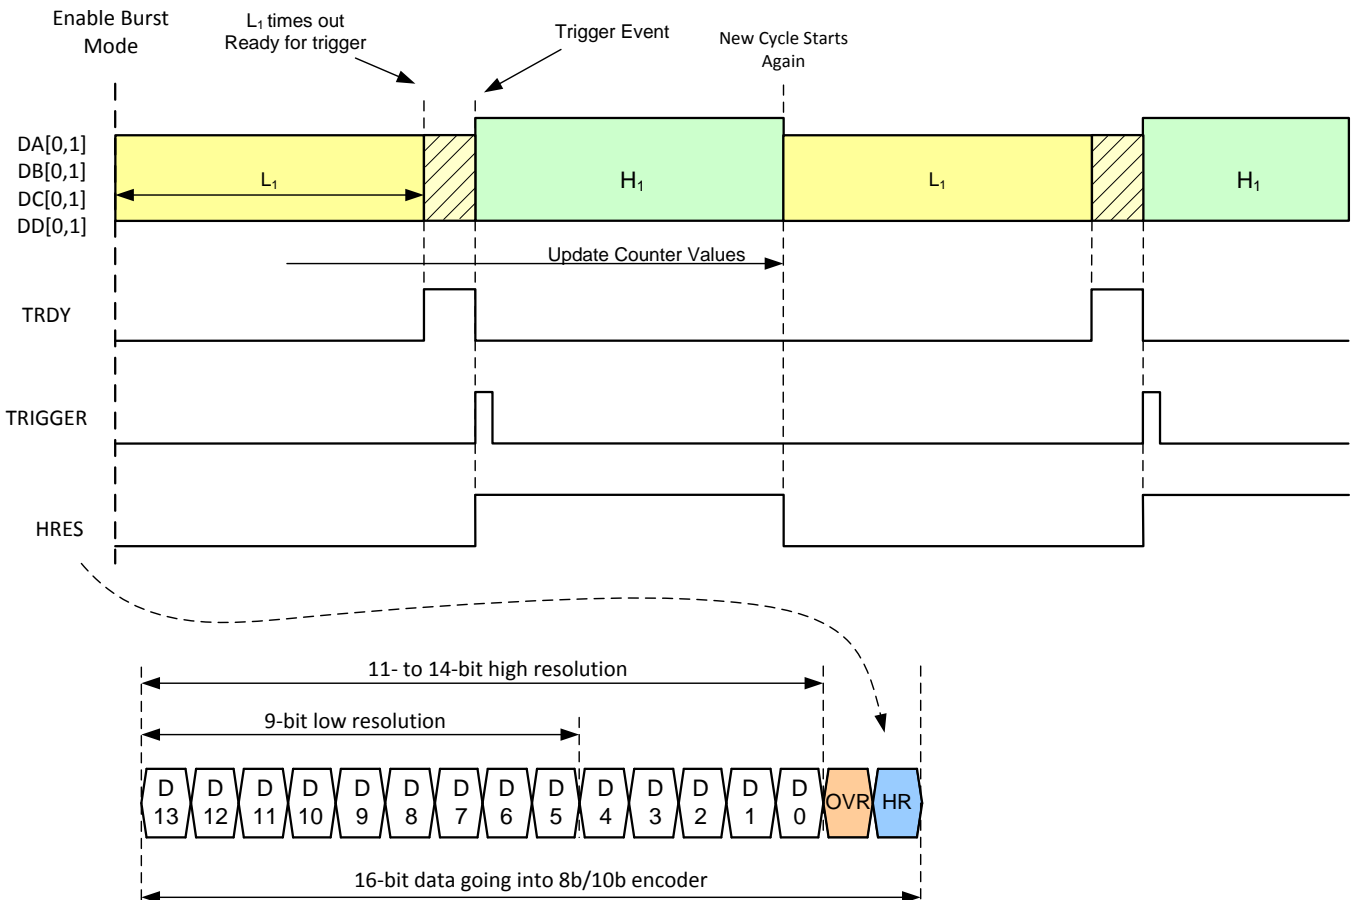 Enable Burst
Mode
L₁ times out
Ready for trigger
Trigger Event
New Cycle Starts
Again
DA[0,1]
DB[0,1]
DC[0,1]
DD[0,1]
L₁
H₁
L₁
H₁
Update Counter Values
TRDY
TRIGGER
HRES
11- to 14-bit high resolution
9-bit low resolution
D D D D D D D D D D D D D D
13 12 11 10 9 8 7 6 5 4 3 2 1 0 OVR HR
16-bit data going into 8b/10b encoder